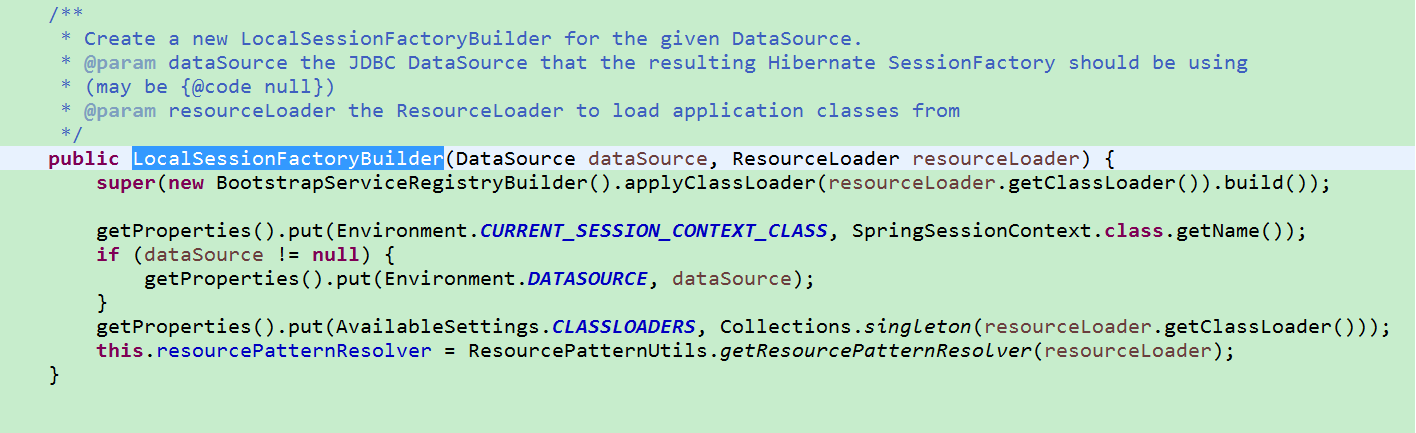 /**
 * Create a new LocalSessionFactoryBuilder for the given DataSource.
 * @param dataSource the JDBC DataSource that the resulting Hibernate SessionFactory should be using
 * (may be {@code null})
 * @param resourceLoader the ResourceLoader to load application classes from
 */
public LocalSessionFactoryBuilder(DataSource dataSource, ResourceLoader resourceLoader) {
    super(new BootstrapServiceRegistryBuilder().applyClassLoader(resourceLoader.getClassLoader()).build());

    getProperties().put(Environment.CURRENT_SESSION_CONTEXT_CLASS, SpringSessionContext.class.getName());
    if (dataSource != null) {
        getProperties().put(Environment.DATASOURCE, dataSource);
    }
    getProperties().put(AvailableSettings.CLASSLOADERS, Collections.singleton(resourceLoader.getClassLoader()));
    this.resourcePatternResolver = ResourcePatternUtils.getResourcePatternResolver(resourceLoader);
}